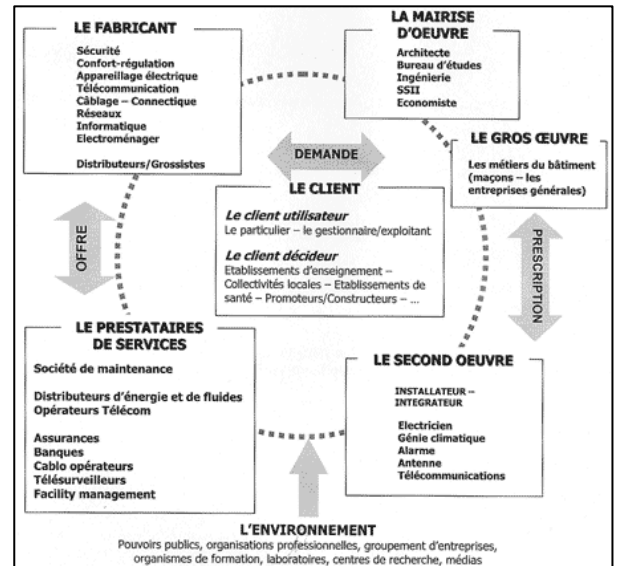 LE FABRICANT
Sécurité
Confort-régulation
Appareillage électrique
Télécommunication
Câblage – Connectique
Réseaux
Informatique
Electroménager
Distributeurs/Grossistes
LA MAIRISE
D'OEUVRE
Architecte
Bureau d'études
Ingénierie
SSII
Economiste
LE GROS ŒUVRE
Les métiers du bâtiment
(maçons – les
entreprises générales)
DEMANDE
LE CLIENT
Le client utilisateur
Le particulier – le gestionnaire/exploitant
Le client décideur
Etablissements d'enseignement –
Collectivités locales – Etablissements de
santé – Promoteurs/Constructeurs – ...
OFFRE
PRESCRIPTION
LE PRESTATAIRES
DE SERVICES
Société de maintenance
Distributeurs d'énergie et de fluides
Opérateurs Télécom
Assurances
Banques
Cablo opérateurs
Télésurveilleurs
Facility management
LE SECOND OEUVRE
INSTALLATEUR –
INTEGRATEUR
Electricien
Génie climatique
Alarme
Antenne
Télécommunications
L'ENVIRONNEMENT
Pouvoirs publics, organisations professionnelles, groupement d'entreprises,
organismes de formation, laboratoires, centres de recherche, médias